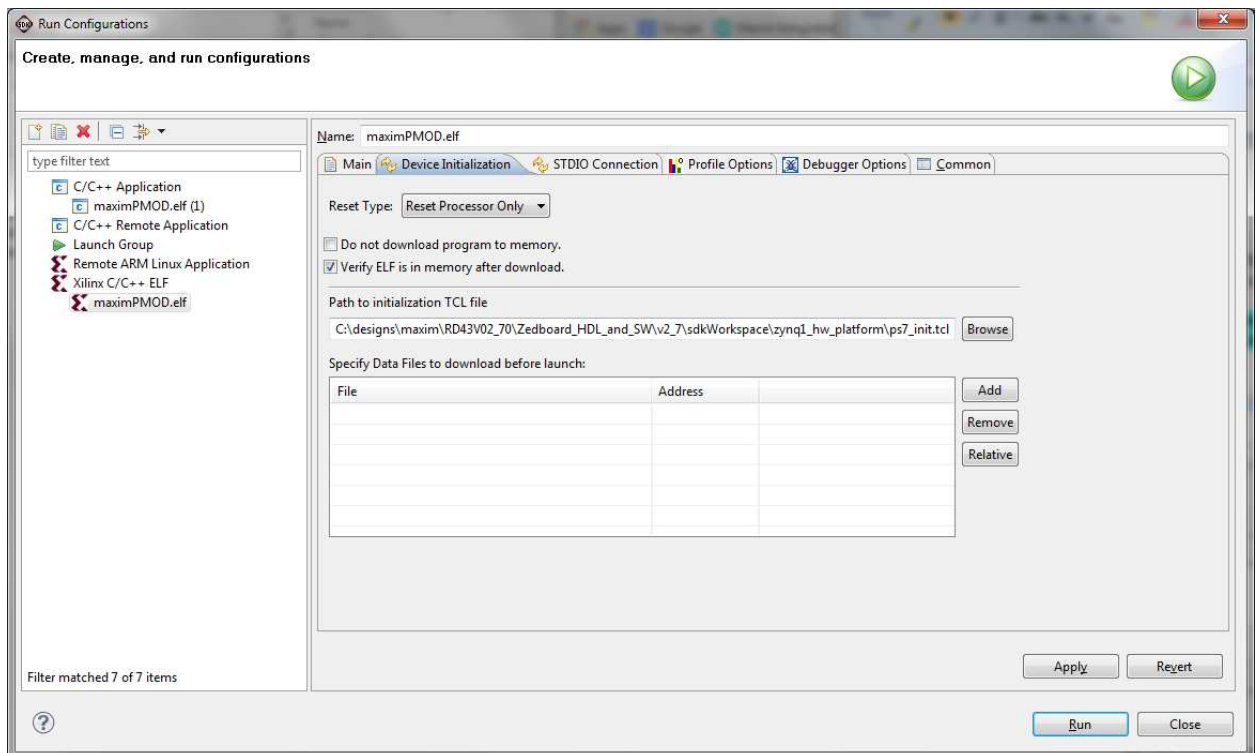 Run Configurations
Create, manage, and run configurations
type filter text
C/C++ Application
maximPMOD.elf (1)
C/C++ Remote Application
Launch Group
Remote ARM Linux Application
Xilinx C/C++ ELF
maximPMOD.elf
Filter matched 7 of 7 items
Name: maximPMOD.elf
Main Device Initialization STDIO Connection Profile Options Debugger Options Common
Reset Type: Reset Processor Only
Do not download program to memory.
Verify ELF is in memory after download.
Path to initialization TCL file
C:\designs\maxim\RD43V02_70\Zedboard_HDL_and_SW\v2_7\sdkWorkspace\zynq1_hw_platform\ps7_init.tcl Browse
Specify Data Files to download before launch:
File Address Add
Remove
Relative
Apply Revert
? Run Close